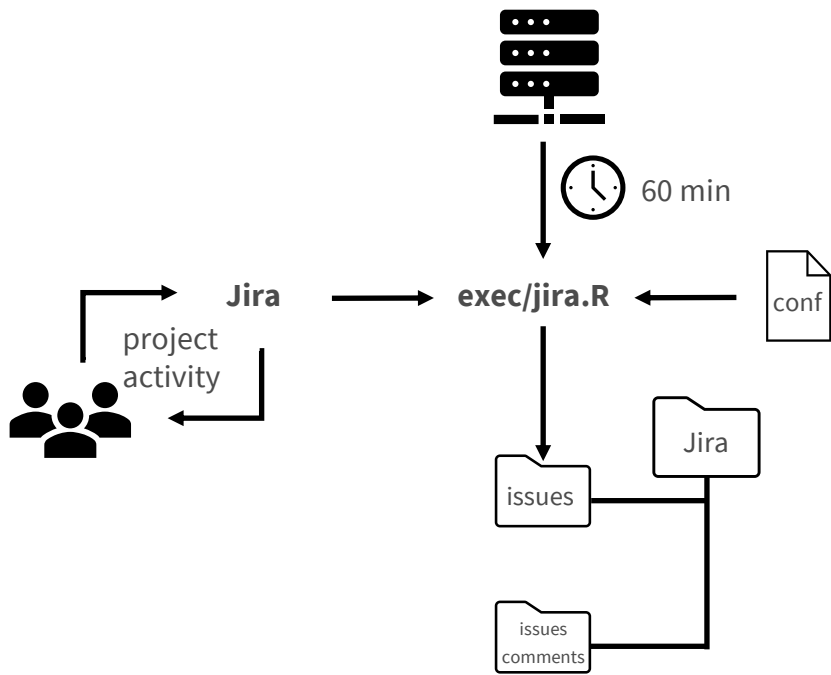 60 min
Jira
exec/jira.R
conf
project
activity
Jira
issues
issues
comments